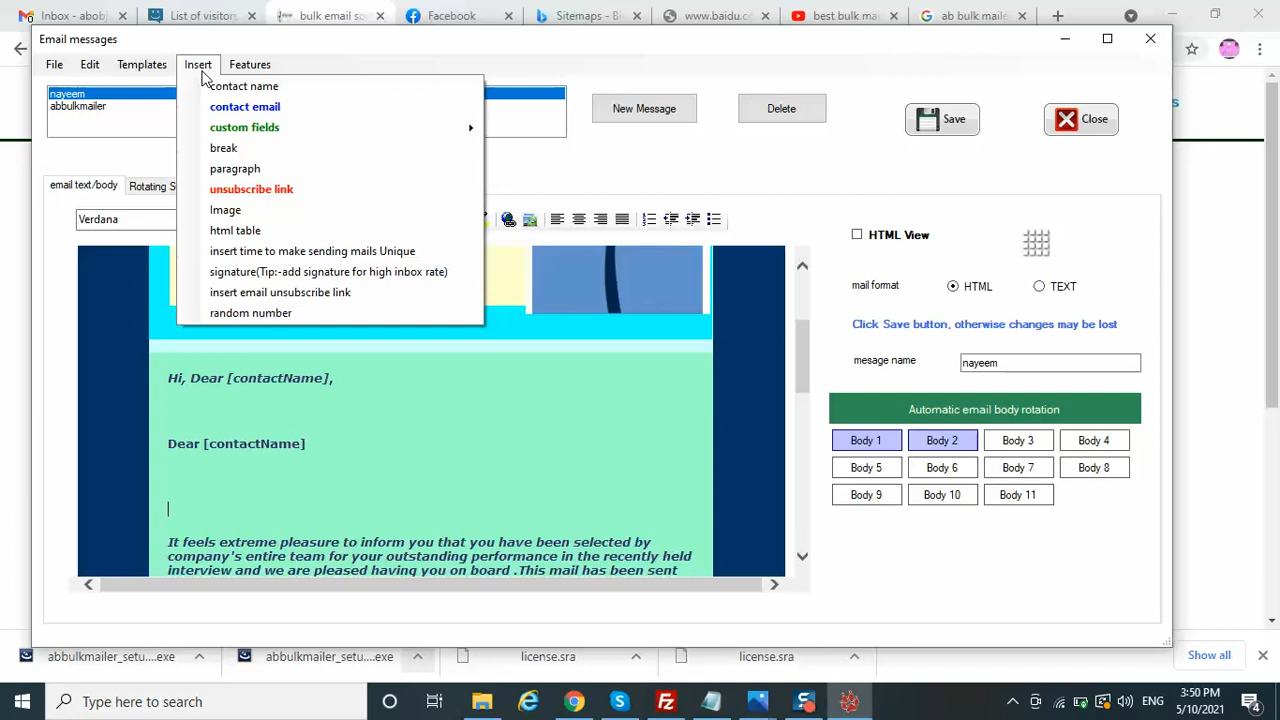 Inbox - abobj
List of visitors
bulk email so
Facebook
Sitemaps - Bi
www.baidu.c
best bulk ma
ab bulk maile
Email messages
File Edit Templates Insert Features
nayeem
abbulkmailer
New Message
Delete
Save
Close
contact name
contact email
custom fields
break
paragraph
unsubscribe link
Image
html table
insert time to make sending mails Unique
signature(Tip:-add signature for high inbox rate)
insert email unsubscribe link
random number
email text/body
Rotating S
Verdana
HTML View
mail format
HTML
TEXT
Click Save button, otherwise changes may be lost
mesage name
nayeem
Automatic email body rotation
Body 1 Body 2 Body 3 Body 4
Body 5 Body 6 Body 7 Body 8
Body 9 Body 10 Body 11
Hi, Dear [contactName],
Dear [contactName]
It feels extreme pleasure to inform you that you have been selected by
company's entire team for your outstanding performance in the recently held
interview and we are pleased having you on board .This mail has been sent
abbulkmailer_setu....exe
abbulkmailer_setu....exe
license.sra
license.sra
Show all
Type here to search
ENG
3:50 PM
5/10/2021
4